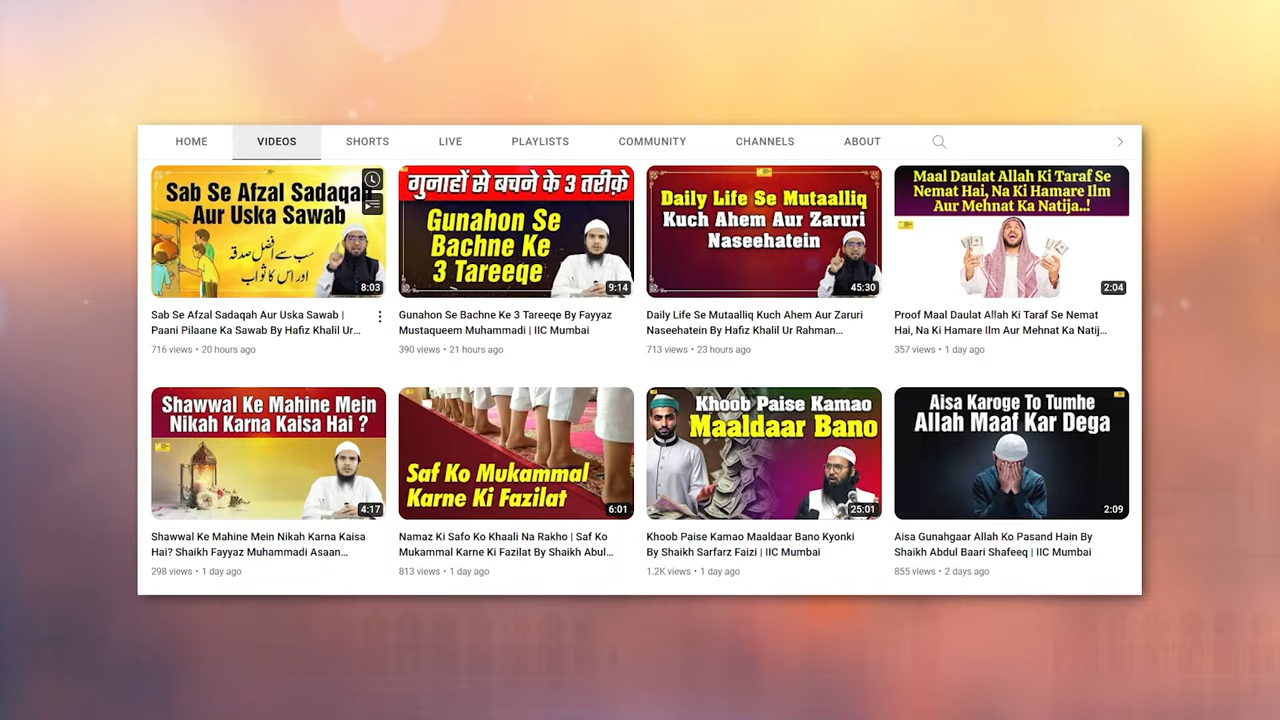 HOME VIDEOS SHORTS LIVE PLAYLISTS COMMUNITY CHANNELS ABOUT
Sab Se Afzal Sadaqah
Aur Uska Sawab
سب سے افضل صدقہ
اور اس کا ثواب
8:03
Sab Se Afzal Sadaqah Aur Uska Sawab |
Paani Pilaane Ka Sawab By Hafiz Khalil Ur...
716 views • 20 hours ago
गुनाहों से बचने के 3 तरीक़े
Gunahon Se
Bachne Ke
3 Tareeqe
9:14
Gunahon Se Bachne Ke 3 Tareeqe By Fayyaz
Mustaqueem Muhammadi | IIC Mumbai
390 views • 21 hours ago
Daily Life Se Mutaalliq
Kuch Ahem Aur Zaruri
Naseehatein
45:30
Daily Life Se Mutaalliq Kuch Ahem Aur Zaruri
Naseehatein By Hafiz Khalil Ur Rahman...
713 views • 23 hours ago
Maal Daulat Allah Ki Taraf Se
Nemat Hai, Na Ki Hamare Ilm
Aur Mehnat Ka Natija..!
2:04
Proof Maal Daulat Allah Ki Taraf Se Nemat
Hai, Na Ki Hamare Ilm Aur Mehnat Ka Natij...
357 views • 1 day ago
Shawwal Ke Mahine Mein
Nikah Karna Kaisa Hai ?
4:17
Shawwal Ke Mahine Mein Nikah Karna Kaisa
Hai? Shaikh Fayyaz Muhammadi Asaan...
298 views • 1 day ago
Saf Ko Mukammal
Karne Ki Fazilat
6:01
Namaz Ki Safo Ko Khaali Na Rakho | Saf Ko
Mukammal Karne Ki Fazilat By Shaikh Abul...
813 views • 1 day ago
Khoob Paise Kamao
Maaldaar Bano
25:01
Khoob Paise Kamao Maaldaar Bano Kyonki
By Shaikh Sarfarz Faizi | IIC Mumbai
1.2K views • 1 day ago
Aisa Karoge To Tumhe
Allah Maaf Kar Dega
2:09
Aisa Gunahgaar Allah Ko Pasand Hain By
Shaikh Abdul Baari Shafeeq | IIC Mumbai
855 views • 2 days ago